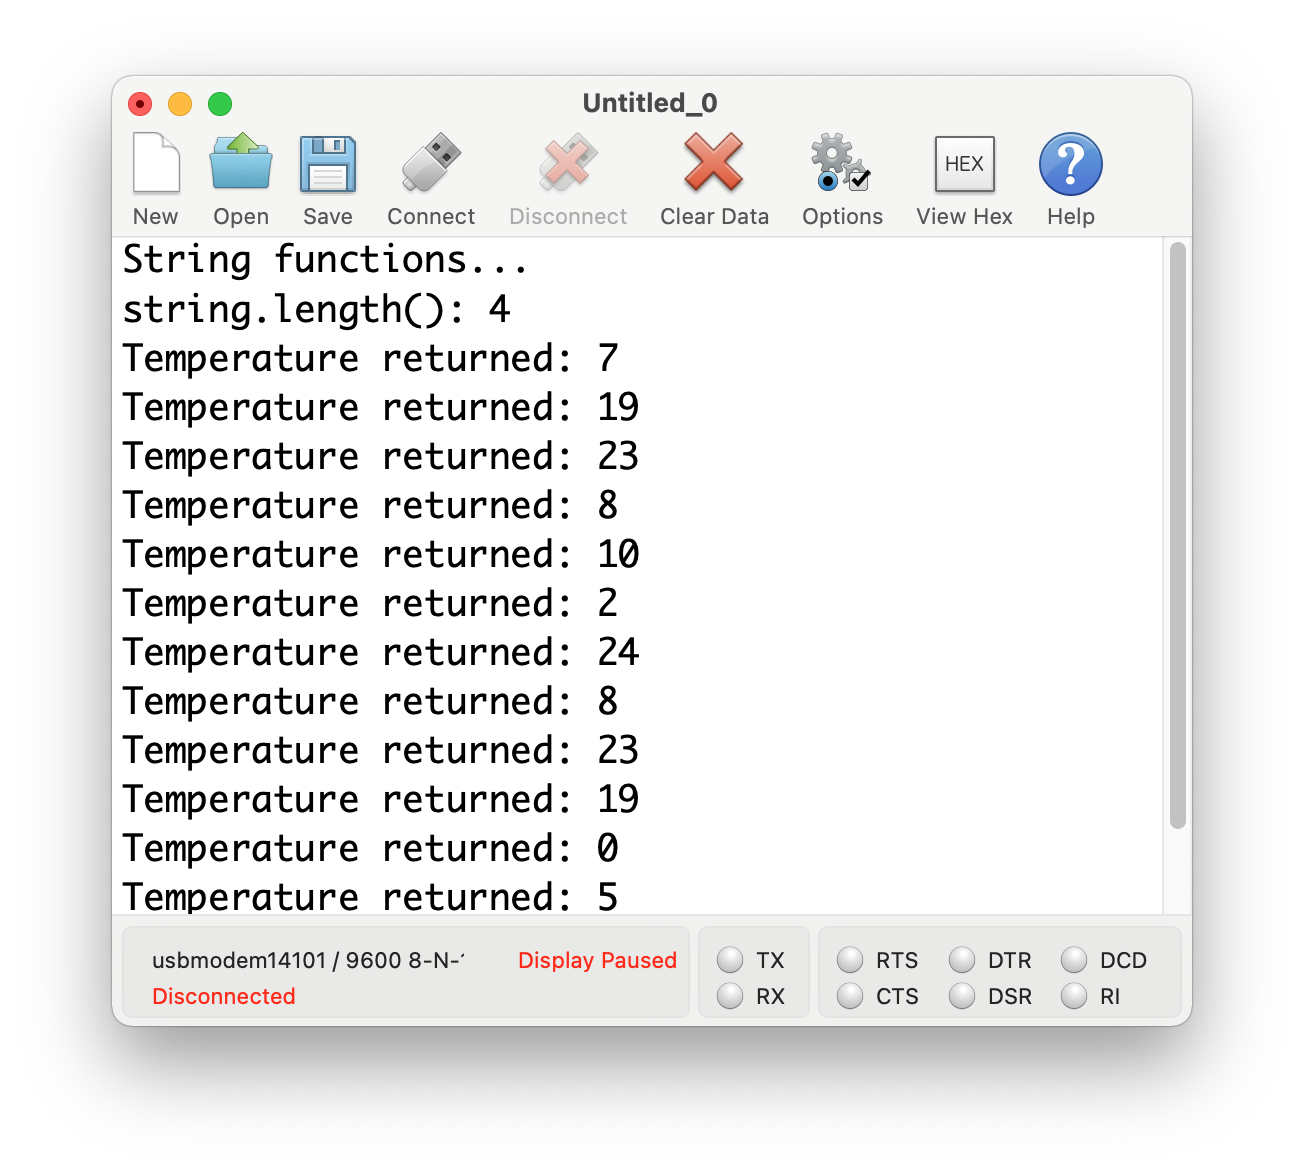 Untitled_0
New Open Save Connect Disconnect Clear Data Options HEX View Hex Help
String functions...
string.length(): 4
Temperature returned: 7
Temperature returned: 19
Temperature returned: 23
Temperature returned: 8
Temperature returned: 10
Temperature returned: 2
Temperature returned: 24
Temperature returned: 8
Temperature returned: 23
Temperature returned: 19
Temperature returned: 0
Temperature returned: 5
usbmodem14101 / 9600 8-N- Display Paused TX RTS DTR DCD
Disconnected RX CTS DSR RI